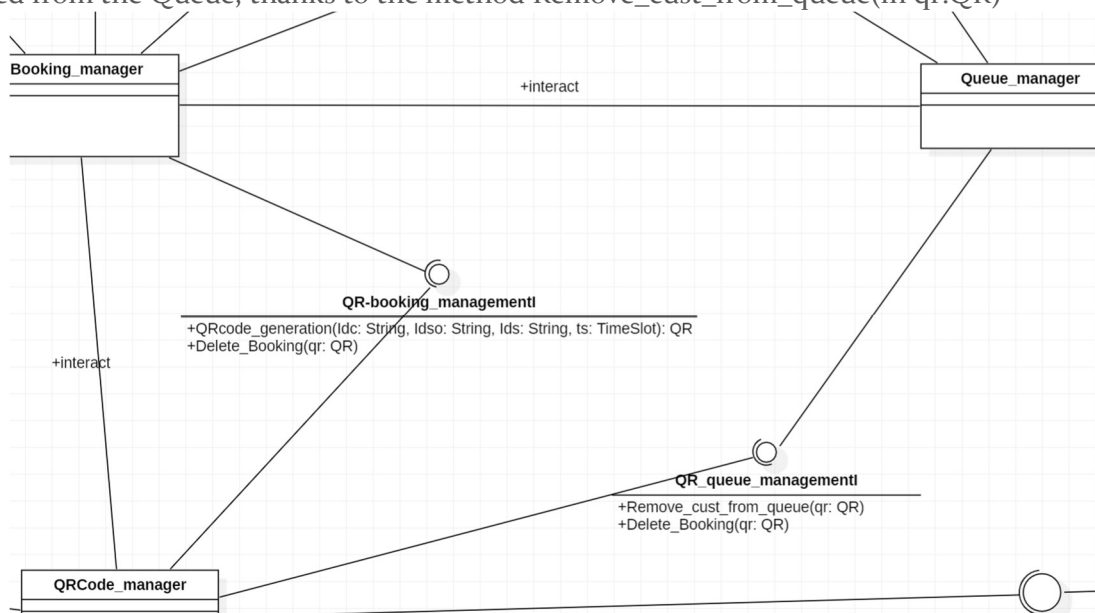 from the Queue, thanks to the method Remove_cust_from_queue(in qr:QR)
Booking_manager
Queue_manager
+interact
QR-booking_managementI
+QRcode_generation(Idc: String, Idso: String, Ids: String, ts: TimeSlot): QR
+Delete_Booking(qr: QR)
+interact
QR_queue_managementI
+Remove_cust_from_queue(qr: QR)
+Delete_Booking(qr: QR)
QRCode_manager